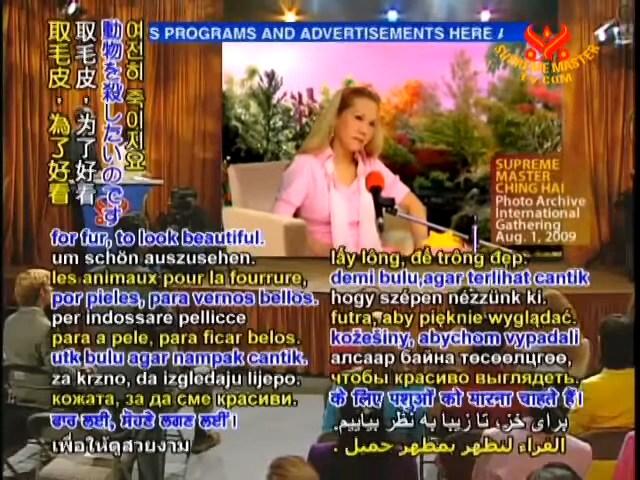 S PROGRAMS AND ADVERTISEMENTS HERE A
SUPREME MASTER
TV.COM
取毛皮，為了好看
取毛皮，为了好看
動物を殺したいのです
여전히 죽이지요
SUPREME
MASTER
CHING HAI
Photo Archive
International
Gathering
Aug. 1, 2009
for fur, to look beautiful.
um schön auszusehen.
les animaux pour la fourrure,
por pieles, para vernos bellos.
per indossare pellicce
para a pele, para ficar belos.
utk bulu agar nampak cantik.
za krzno, da izgledaju lijepo.
кожата, за да сме красиви.
ਫਰ ਲਈ, ਸੋਹਣੇ ਲਗਣ ਲਈ।
เพื่อให้ดูสวยงาม
lấy lông, để trông đẹp.
demi bulu,agar terlihat cantik
hogy szépen nézzünk ki.
futra, aby pięknie wyglądać.
kožešiny, abychom vypadali
алсаар байна төсөөлцгөө,
чтобы красиво выглядеть.
के लिए पशुओं को मारना चाहते हैं।
برای خز، تا زیبا به نظر بیاییم.
الفراء لتظهر بمظهر جميل .